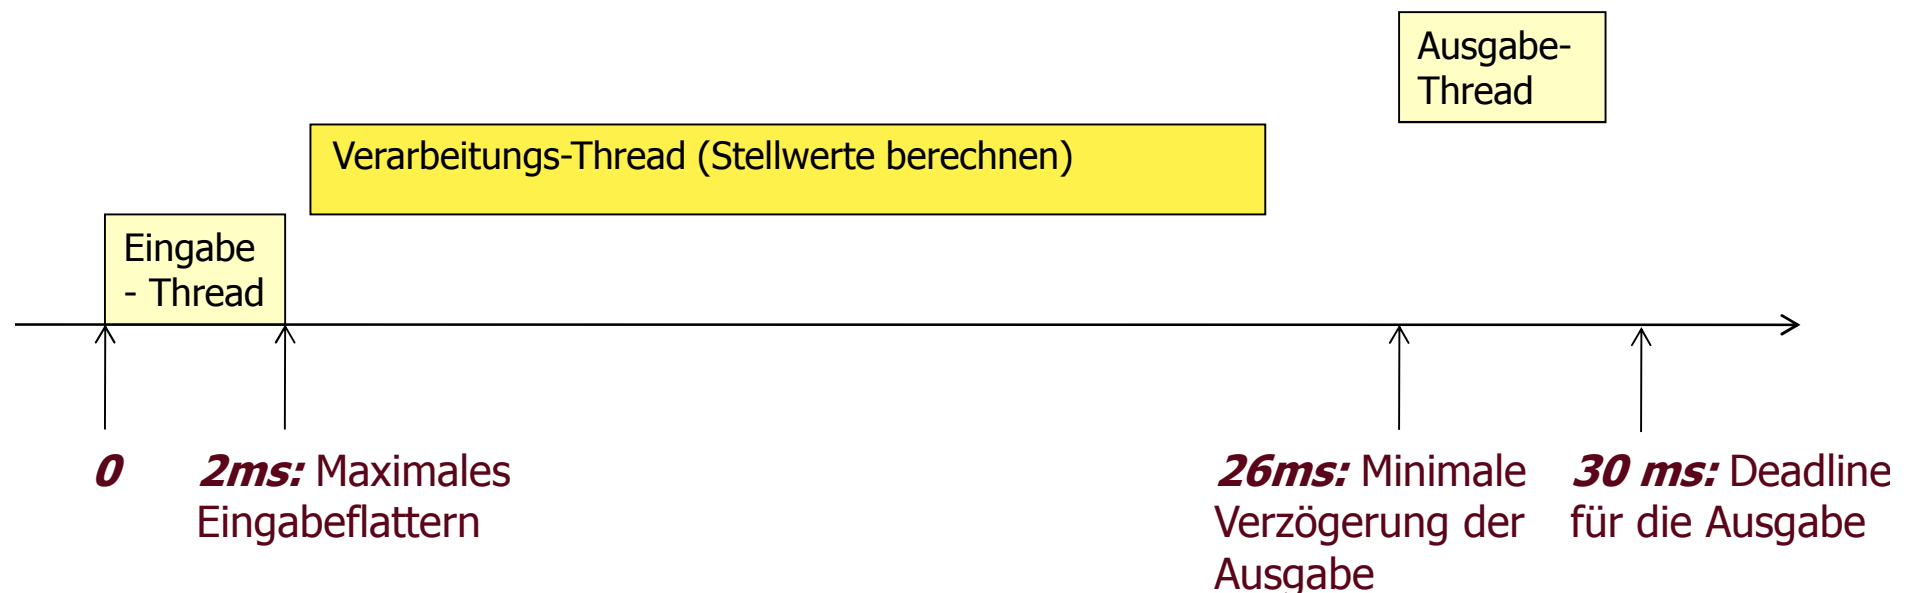 Ausgabe-
Thread
Verarbeitungs-Thread (Stellwerte berechnen)
Eingabe
- Thread
0
2ms: Maximales
Eingabeflattern
26ms: Minimale
Verzögerung der
Ausgabe
30 ms: Deadline
für die Ausgabe